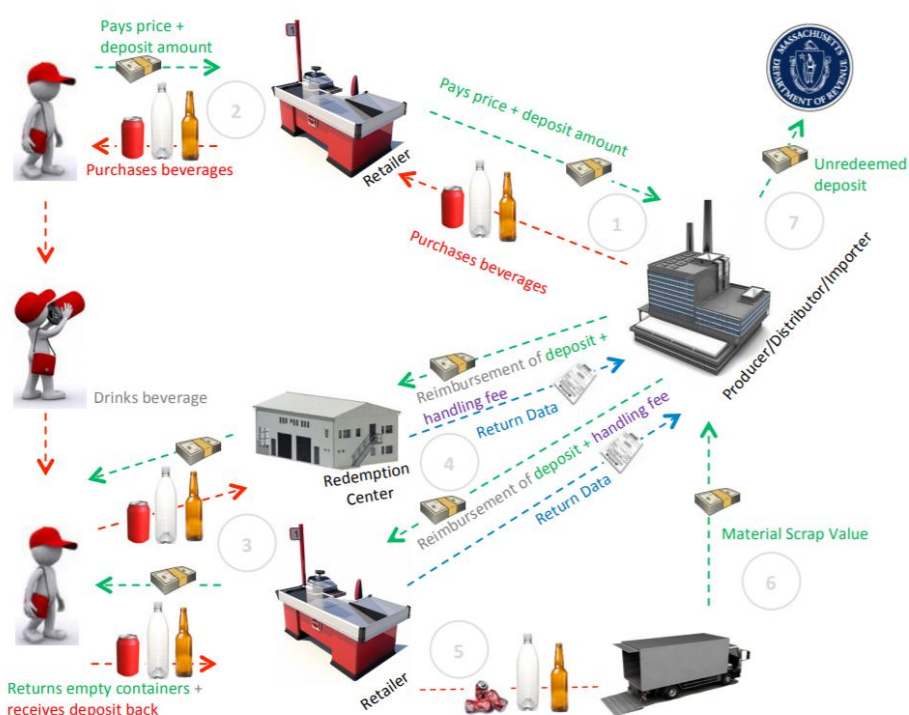 Pays price +
deposit amount
2
Purchases beverages
Retailer
Pays price + deposit amount
Purchases beverages
1
MASSACHUSETTS
DEPARTMENT OF REVENUE
Unredeemed
deposit
7
Producer/Distributor/Importer
Drinks beverage
Reimbursement of deposit +
handling fee
Return Data
Redemption
Center
4
Reimbursement of deposit + handling fee
Return Data
3
Material Scrap Value
6
Returns empty containers +
receives deposit back
Retailer
5